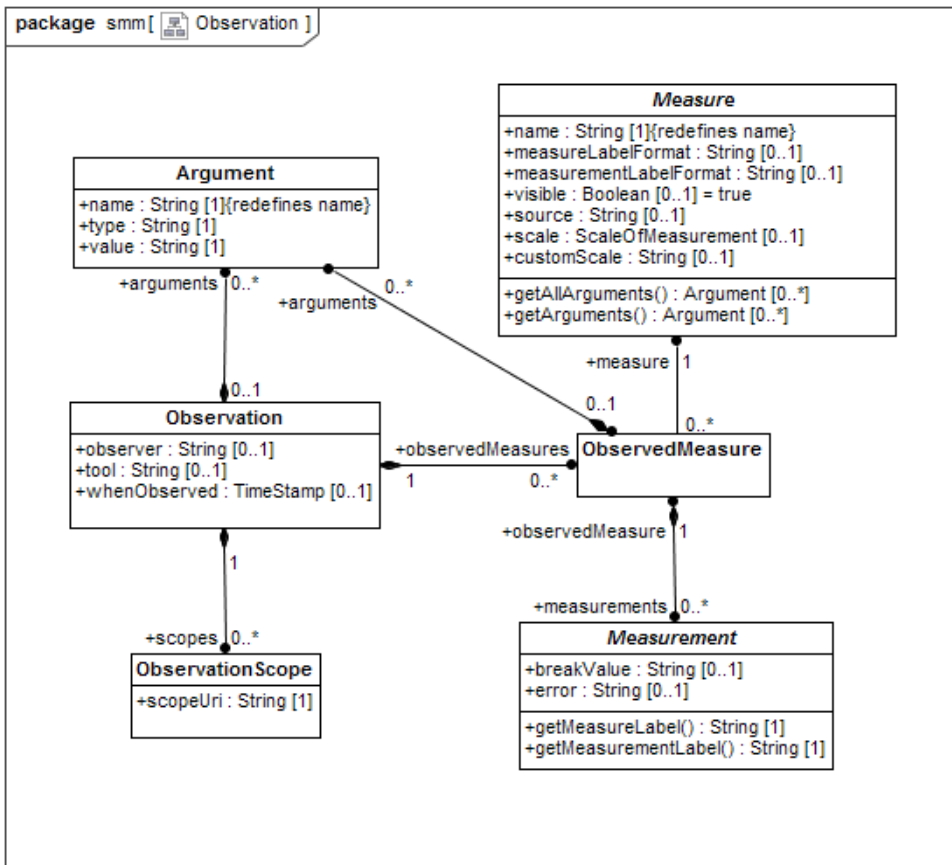 package smm[ Observation ]
Measure
+name : String [1]{redefines name}
+measureLabelFormat : String [0..1]
+measurementLabelFormat : String [0..1]
+visible : Boolean [0..1] = true
+source : String [0..1]
+scale : ScaleOfMeasurement [0..1]
+customScale : String [0..1]
+getAllArguments() : Argument [0..*]
+getArguments() : Argument [0..*]
Argument
+name : String [1]{redefines name}
+type : String [1]
+value : String [1]
+arguments 0..*
+arguments 0..*
+measure 1
0..1
0..1
0..*
Observation
+observer : String [0..1]
+tool : String [0..1]
+whenObserved : TimeStamp [0..1]
+observedMeasures
1 0..*
ObservedMeasure
+observedMeasure 1
1
+measurements 0..*
+scopes 0..*
ObservationScope
+scopeUri : String [1]
Measurement
+breakValue : String [0..1]
+error : String [0..1]
+getMeasureLabel() : String [1]
+getMeasurementLabel() : String [1]